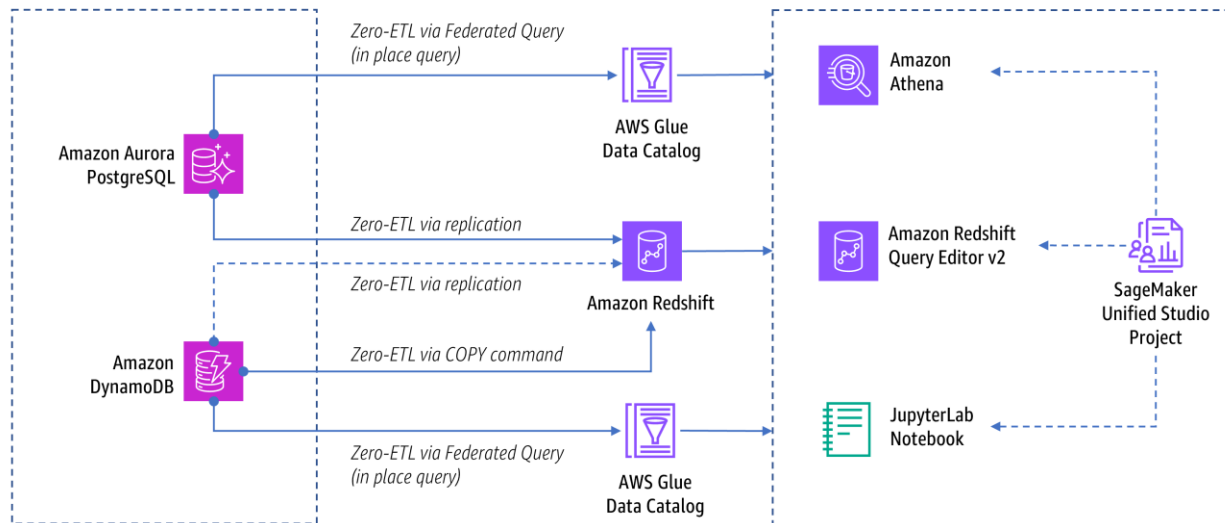 Zero-ETL via Federated Query
(in place query)
AWS Glue
Data Catalog
Amazon
Athena
Amazon Aurora
PostgreSQL
Zero-ETL via replication
Amazon Redshift
Amazon Redshift
Query Editor v2
SageMaker
Unified Studio
Project
Zero-ETL via replication
Amazon
DynamoDB
Zero-ETL via COPY command
Zero-ETL via Federated Query
(in place query)
AWS Glue
Data Catalog
JupyterLab
Notebook